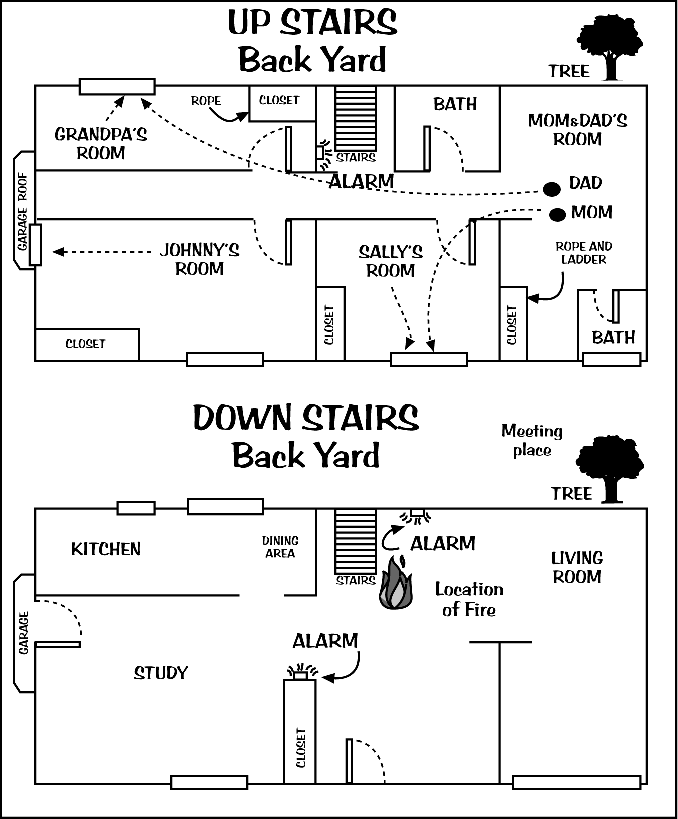 UP STAIRS
Back Yard
TREE
ROPE
CLOSET
BATH
GRANDPA'S
ROOM
MOM&DAD'S
ROOM
STAIRS
ALARM
DAD
MOM
GARAGE ROOF
JOHNNY'S
ROOM
SALLY'S
ROOM
ROPE AND
LADDER
CLOSET
CLOSET
CLOSET
BATH
DOWN STAIRS
Back Yard
Meeting
place
TREE
KITCHEN
DINING
AREA
ALARM
LIVING
ROOM
STAIRS
Location
of Fire
GARAGE
ALARM
STUDY
CLOSET